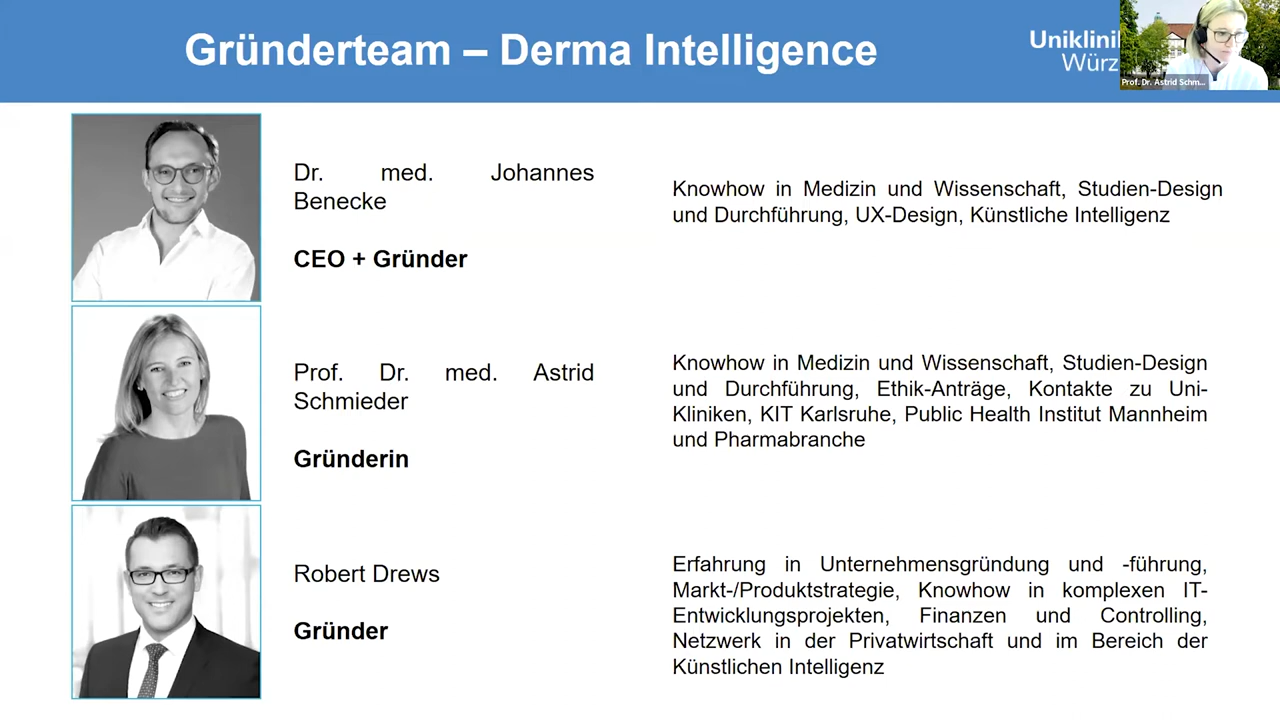 Gründerteam – Derma Intelligence
Uniklini
Würz
Prof. Dr. Astrid Schm...
Dr. med. Johannes
Benecke
CEO + Gründer
Knowhow in Medizin und Wissenschaft, Studien-Design
und Durchführung, UX-Design, Künstliche Intelligenz
Prof. Dr. med. Astrid
Schmieder
Gründerin
Knowhow in Medizin und Wissenschaft, Studien-Design
und Durchführung, Ethik-Anträge, Kontakte zu Uni-
Kliniken, KIT Karlsruhe, Public Health Institut Mannheim
und Pharmabranche
Robert Drews
Gründer
Erfahrung in Unternehmensgründung und -führung,
Markt-/Produktstrategie, Knowhow in komplexen IT-
Entwicklungsprojekten, Finanzen und Controlling,
Netzwerk in der Privatwirtschaft und im Bereich der
Künstlichen Intelligenz